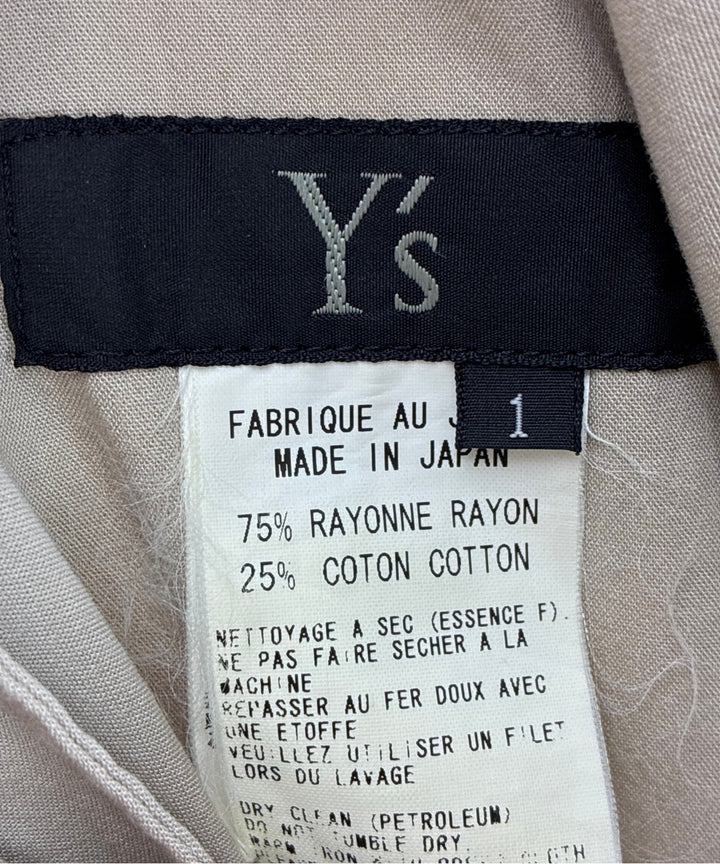 Y's
1
FABRIQUE AU
MADE IN JAPAN
75% RAYONNE RAYON
25% COTON COTTON
NETTOYAGE A SEC (ESSENCE F).
NE PAS FAIRE SECHER A LA
MACHINE
REPASSER AU FER DOUX AVEC
UNE ETOFFE
VEUILLEZ UTILISER UN FILET
LORS DU LAVAGE
DRY CLEAN (PETROLEUM)
DO NOT TUMBLE DRY.
WARM IRON